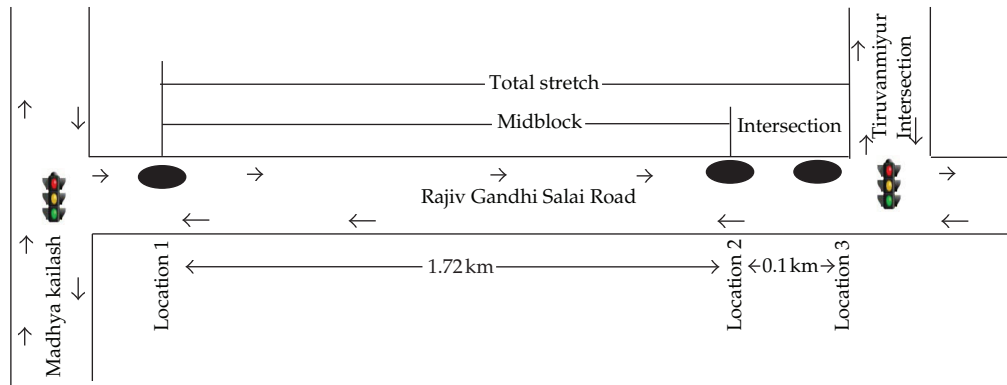 Total stretch
Midblock
Intersection
Tiruvanmiyur
Intersection
Rajiv Gandhi Salai Road
Madhya kailash
Location 1
1.72 km
Location 2
0.1 km
Location 3